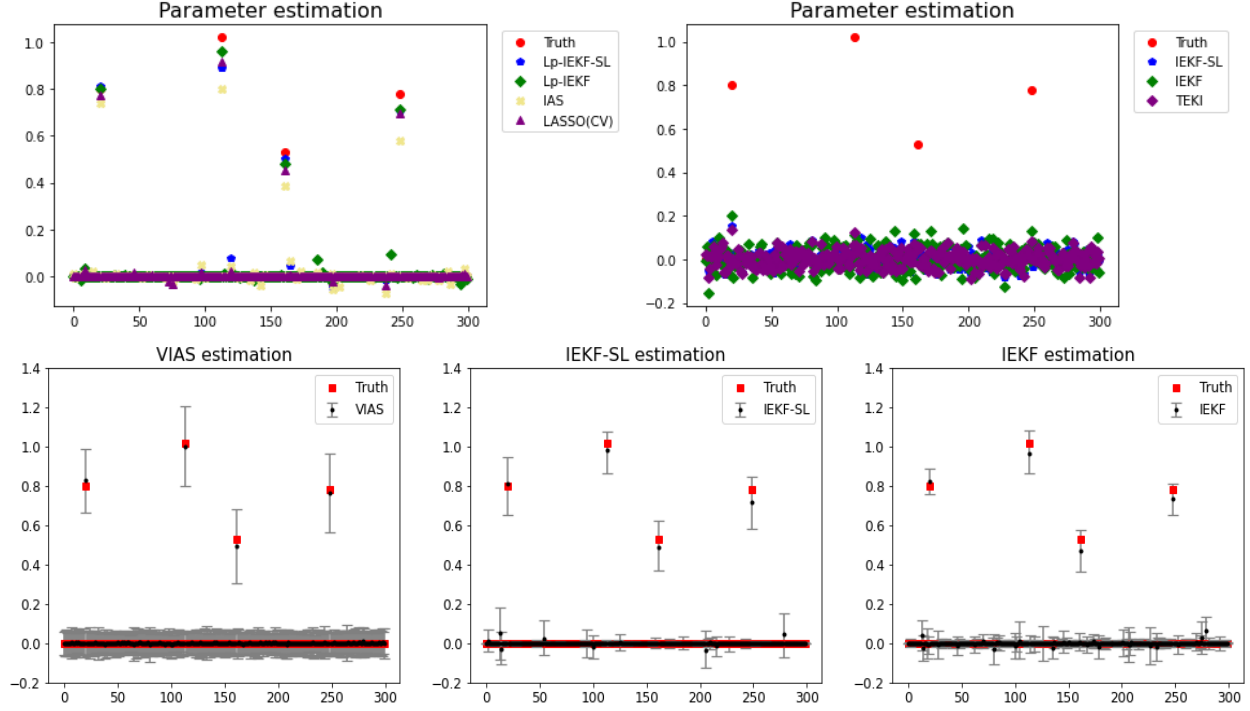 Parameter estimation
1.0
0.8
0.6
0.4
0.2
0.0
0 50 100 150 200 250 300
Truth
Lp-IEKF-SL
Lp-IEKF
IAS
LASSO(CV)
Parameter estimation
1.0
0.8
0.6
0.4
0.2
0.0
−0.2
0 50 100 150 200 250 300
Truth
IEKF-SL
IEKF
TEKI
VIAS estimation
1.4
1.2
1.0
0.8
0.6
0.4
0.2
0.0
−0.2
0 50 100 150 200 250 300
Truth
VIAS
IEKF-SL estimation
1.4
1.2
1.0
0.8
0.6
0.4
0.2
0.0
−0.2
0 50 100 150 200 250 300
Truth
IEKF-SL
IEKF estimation
1.4
1.2
1.0
0.8
0.6
0.4
0.2
0.0
−0.2
0 50 100 150 200 250 300
Truth
IEKF